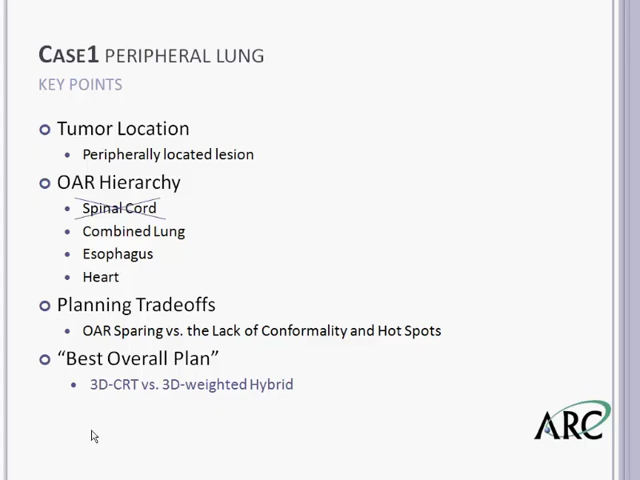 CASE1 PERIPHERAL LUNG
KEY POINTS
Tumor Location
Peripherally located lesion
OAR Hierarchy
Spinal Cord
Combined Lung
Esophagus
Heart
Planning Tradeoffs
OAR Sparing vs. the Lack of Conformality and Hot Spots
“Best Overall Plan”
3D-CRT vs. 3D-weighted Hybrid
ARC